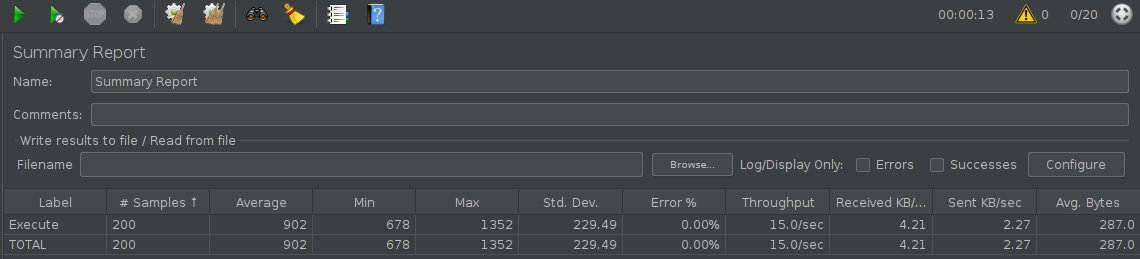 STOP
00:00:13 0 0/20
Summary Report
Name: Summary Report
Comments:
Write results to file / Read from file
Filename Browse... Log/Display Only: Errors Successes Configure
Label # Samples ↑ Average Min Max Std. Dev. Error % Throughput Received KB/... Sent KB/sec Avg. Bytes
Execute 200 902 678 1352 229.49 0.00% 15.0/sec 4.21 2.27 287.0
TOTAL 200 902 678 1352 229.49 0.00% 15.0/sec 4.21 2.27 287.0